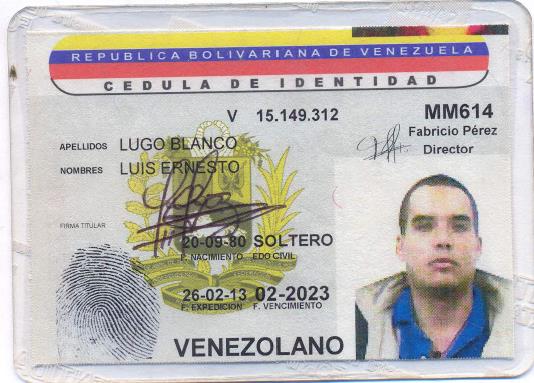 REPUBLICA BOLIVARIANA DE VENEZUELA
CEDULA DE IDENTIDAD
V 15.149.312
MM614
Fabricio Pérez
Director
APELLIDOS LUGO BLANCO
NOMBRES LUIS ERNESTO
FIRMA TITULAR
20-09-80 SOLTERO
F. NACIMIENTO EDO CIVIL
26-02-13 02-2023
F. EXPEDICION F. VENCIMIENTO
VENEZOLANO